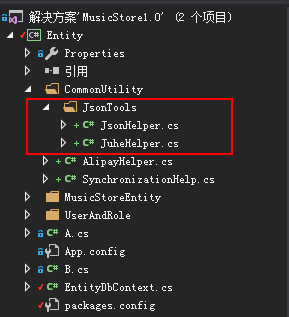 解决方案'MusicStore1.0' (2 个项目)
Entity
Properties
引用
CommonUtility
JsonTools
JsonHelper.cs
JuheHelper.cs
AlipayHelper.cs
SynchronizationHelp.cs
MusicStoreEntity
UserAndRole
A.cs
App.config
B.cs
EntityDbContext.cs
packages.config